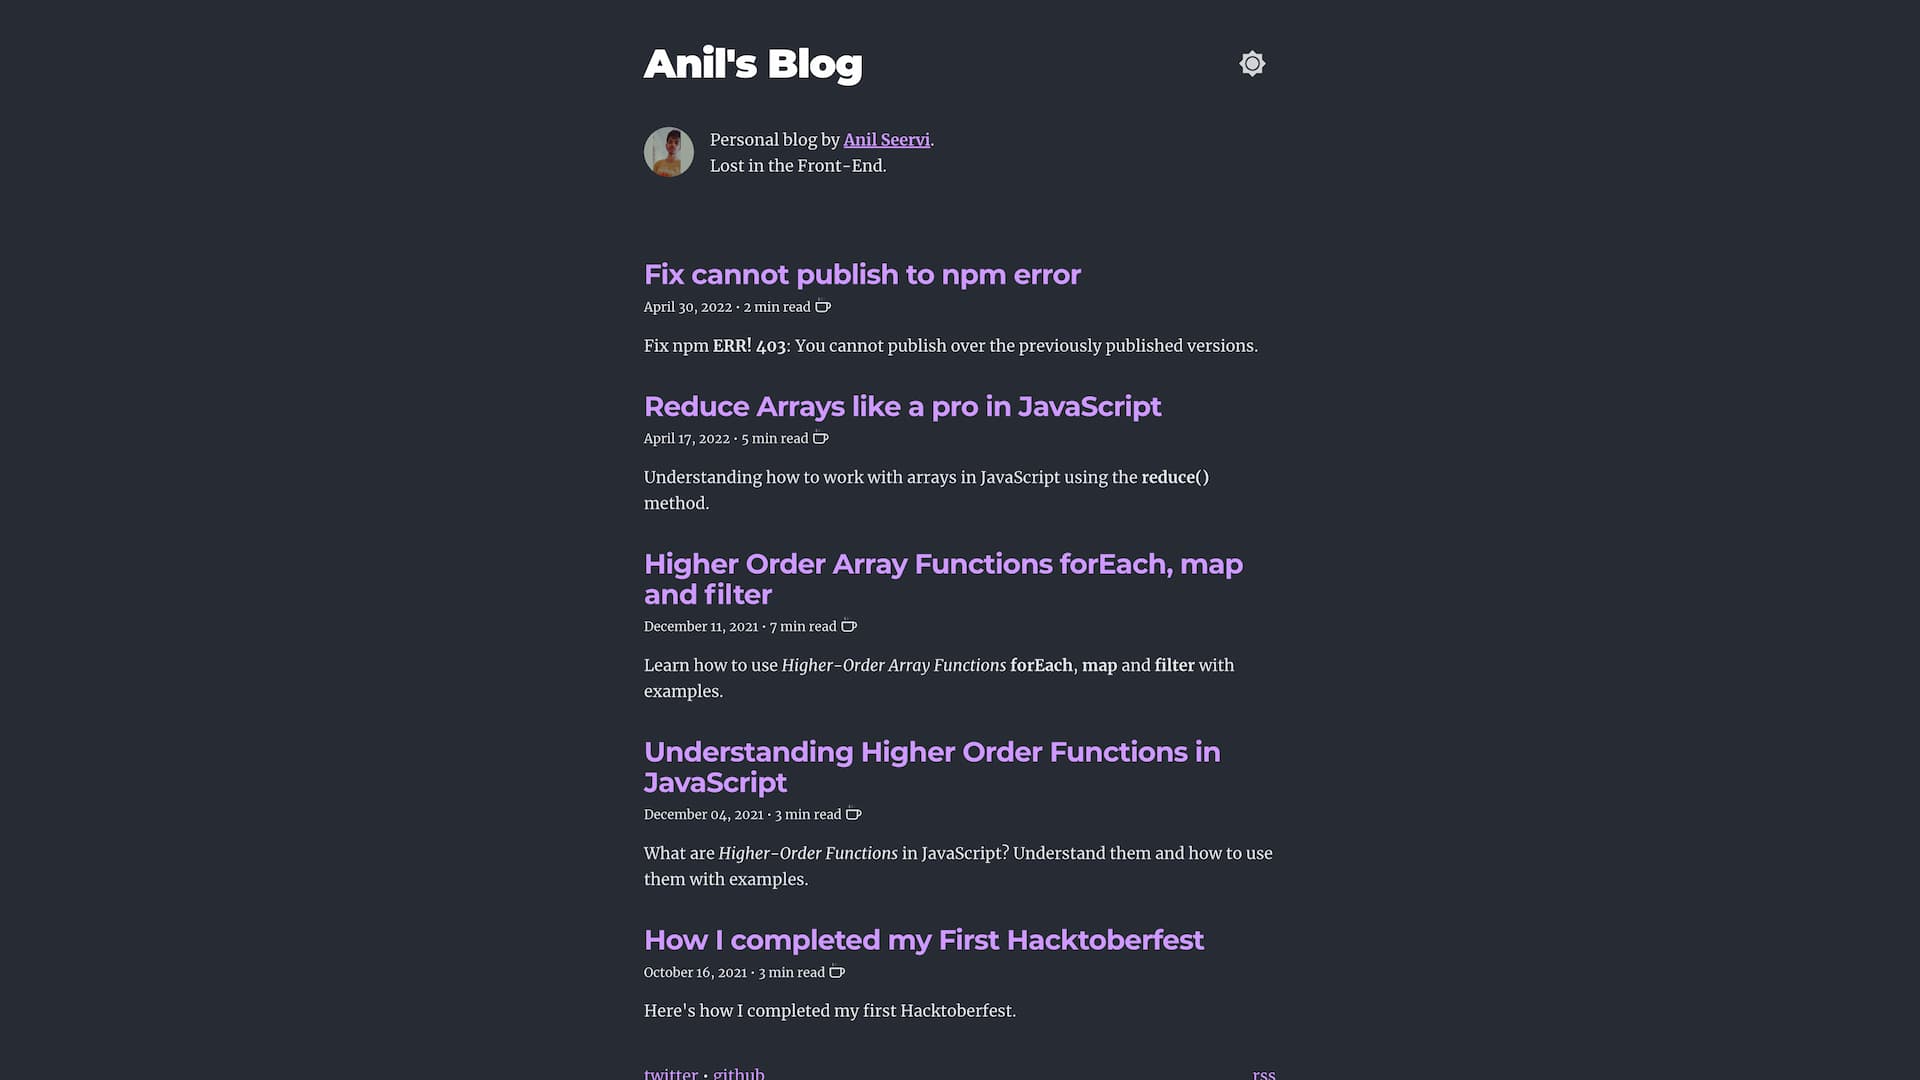 Anil's Blog
Personal blog by Anil Seervi.
Lost in the Front-End.
Fix cannot publish to npm error
April 30, 2022 • 2 min read
Fix npm ERR! 403: You cannot publish over the previously published versions.
Reduce Arrays like a pro in JavaScript
April 17, 2022 • 5 min read
Understanding how to work with arrays in JavaScript using the reduce()
method.
Higher Order Array Functions forEach, map
and filter
December 11, 2021 • 7 min read
Learn how to use Higher-Order Array Functions forEach, map and filter with
examples.
Understanding Higher Order Functions in
JavaScript
December 04, 2021 • 3 min read
What are Higher-Order Functions in JavaScript? Understand them and how to use
them with examples.
How I completed my First Hacktoberfest
October 16, 2021 • 3 min read
Here's how I completed my first Hacktoberfest.
twitter • github rss